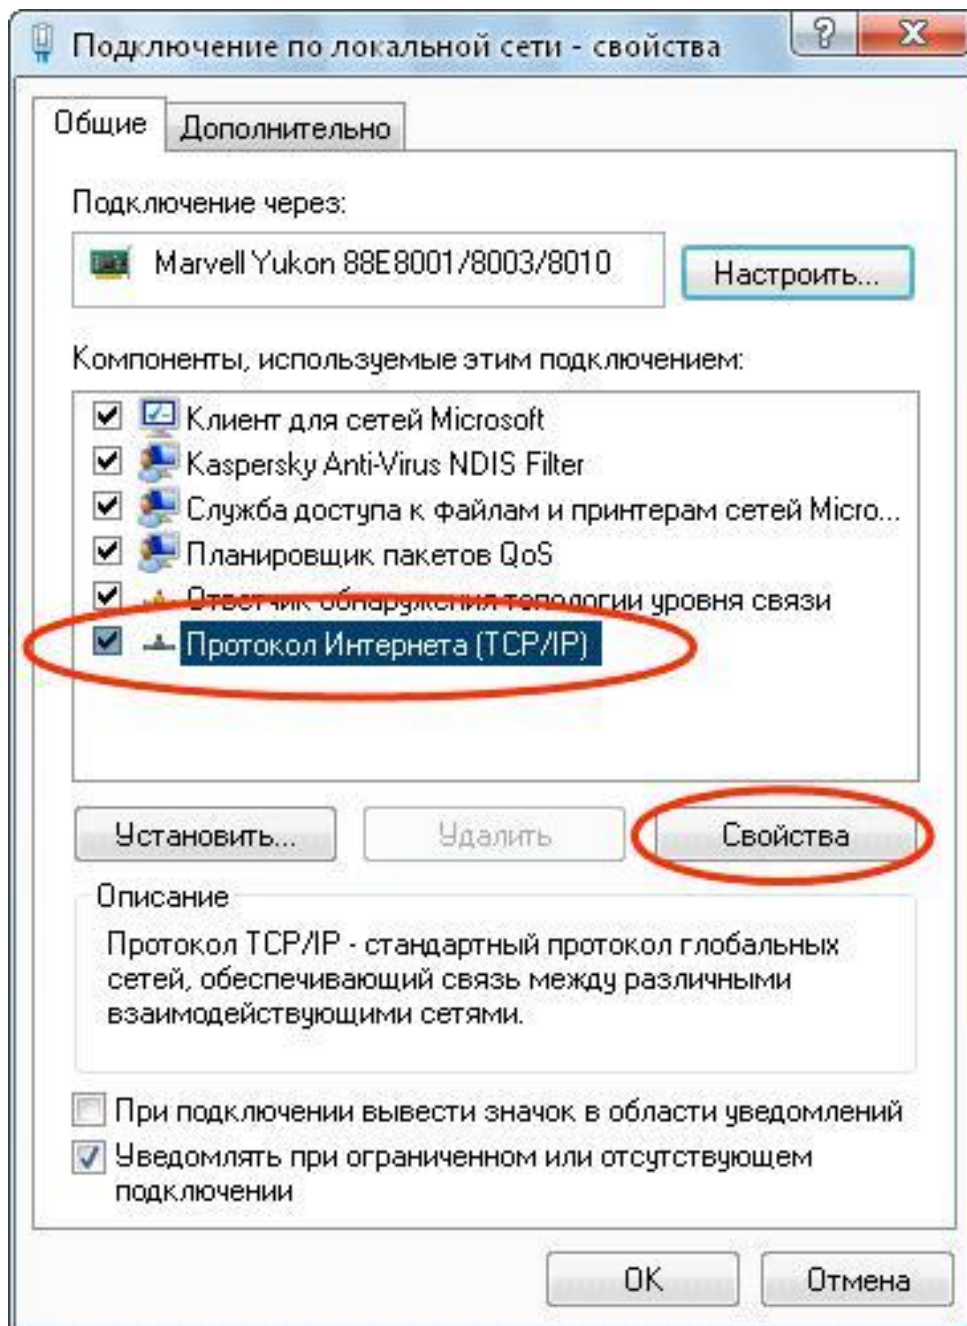 Подключение по локальной сети - свойства
Общие
Дополнительно
Подключение через:
Marvell Yukon 88E8001/8003/8010
Настроить...
Компоненты, используемые этим подключением:
Клиент для сетей Microsoft
Kaspersky Anti-Virus NDIS Filter
Служба доступа к файлам и принтерам сетей Micro...
Планировщик пакетов QoS
Ответчик обнаружения топологии уровня связи
Протокол Интернета (TCP/IP)
Установить...
Удалить
Свойства
Описание
Протокол TCP/IP - стандартный протокол глобальных
сетей, обеспечивающий связь между различными
взаимодействующими сетями.
При подключении вывести значок в области уведомлений
Уведомлять при ограниченном или отсутствующем
подключении
OK
Отмена